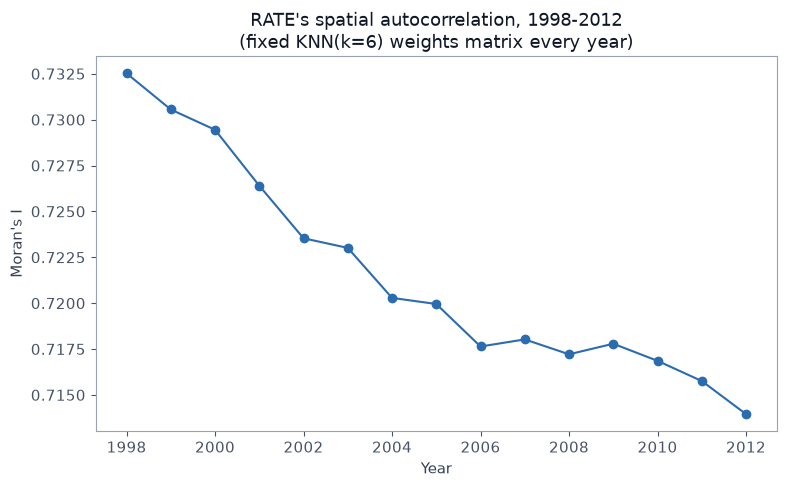 RATE's spatial autocorrelation, 1998-2012
(fixed KNN(k=6) weights matrix every year)
Moran's I
0.7325
0.7300
0.7275
0.7250
0.7225
0.7200
0.7175
0.7150
1998 2000 2002 2004 2006 2008 2010 2012
Year